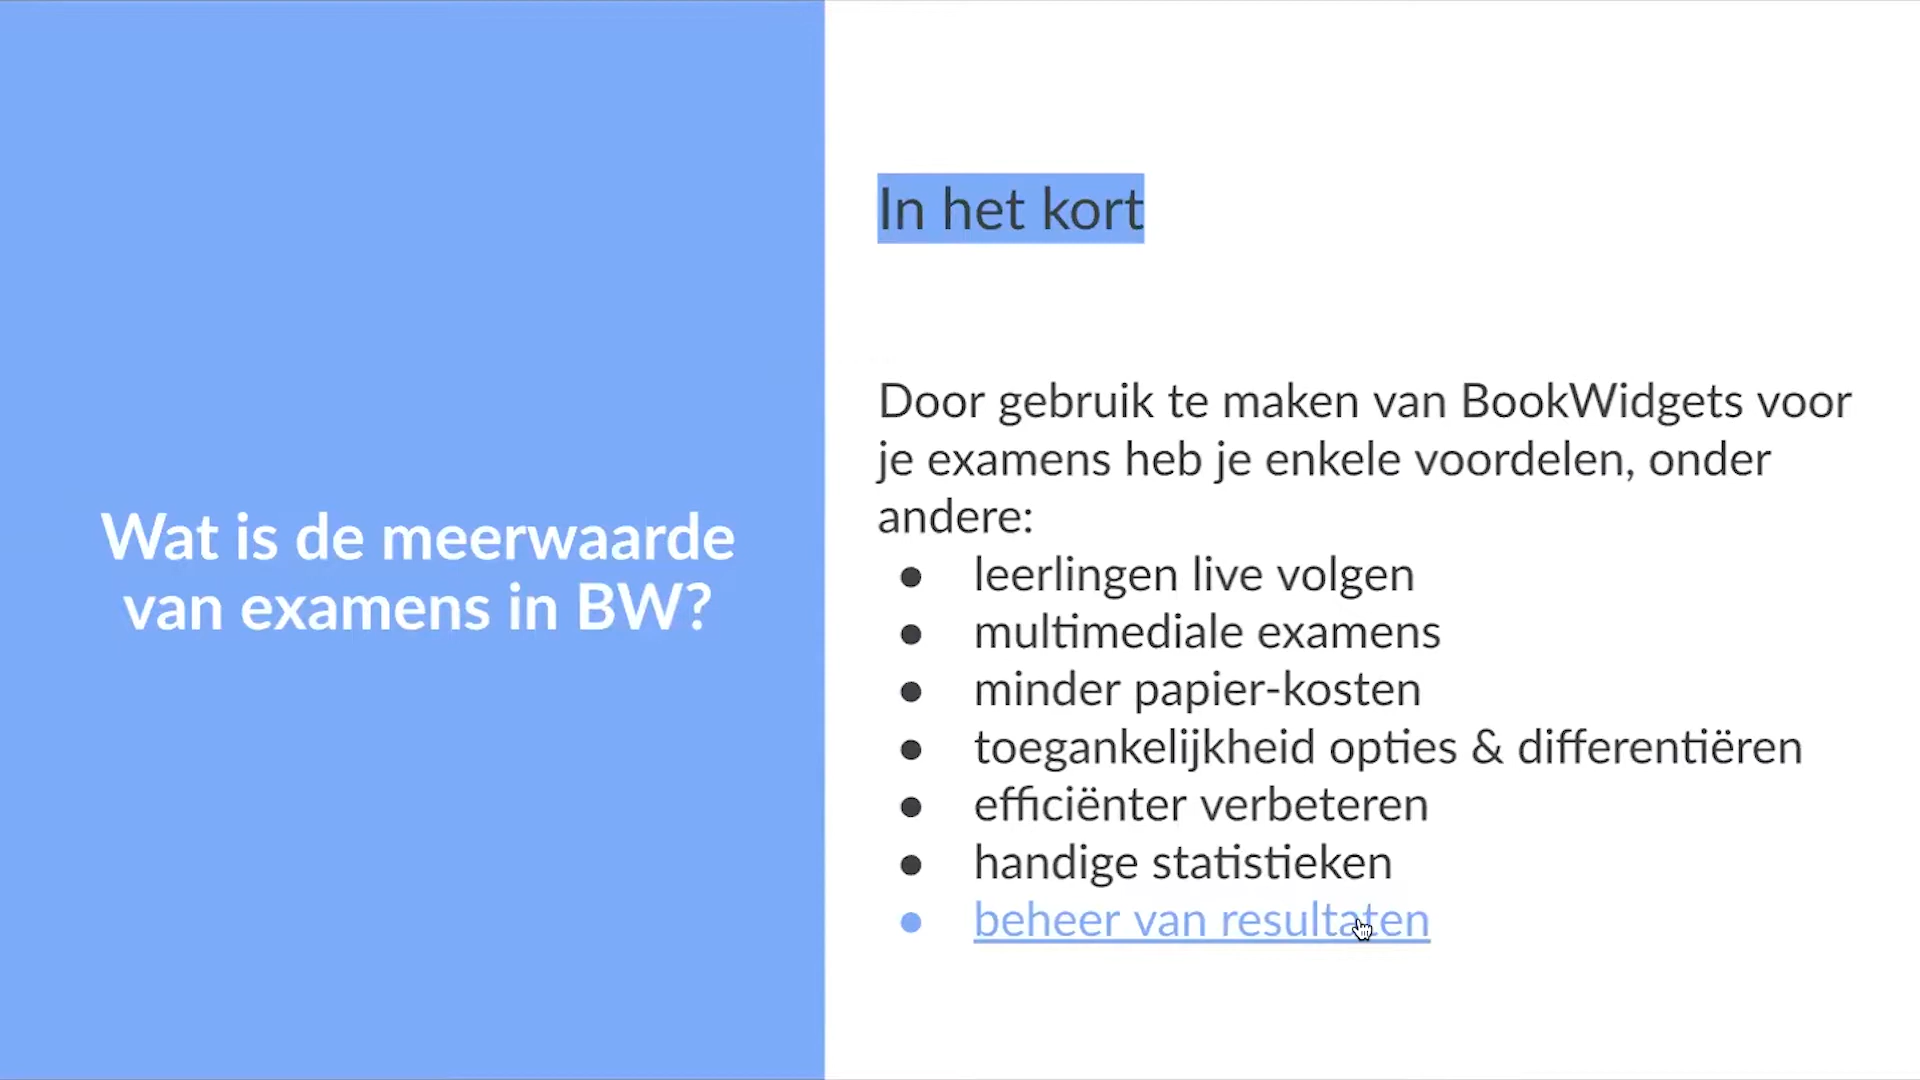 Wat is de meerwaarde
van examens in BW?
In het kort
Door gebruik te maken van BookWidgets voor
je examens heb je enkele voordelen, onder
andere:
● leerlingen live volgen
● multimediale examens
● minder papier-kosten
● toegankelijkheid opties & differentiëren
● efficiënter verbeteren
● handige statistieken
● beheer van resultaten